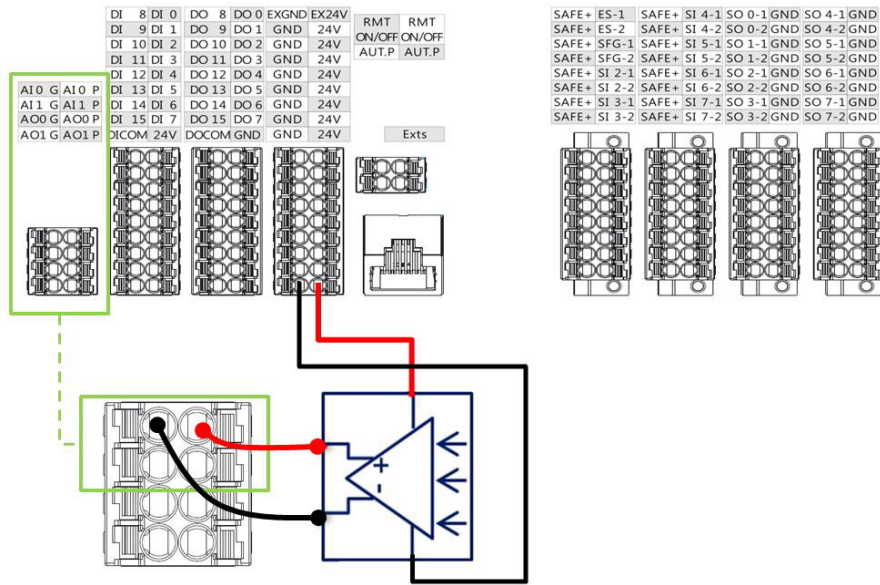 DI 8 DI 0 DO 8 DO 0 EXGND EX24V
DI 9 DI 1 DO 9 DO 1 GND 24V
DI 10 DI 2 DO 10 DO 2 GND 24V
DI 11 DI 3 DO 11 DO 3 GND 24V
DI 12 DI 4 DO 12 DO 4 GND 24V
DI 13 DI 5 DO 13 DO 5 GND 24V
DI 14 DI 6 DO 14 DO 6 GND 24V
DI 15 DI 7 DO 15 DO 7 GND 24V
DICOM 24V DOCOM GND GND 24V
RMT RMT
ON/OFF ON/OFF
AUT.P AUT.P
Exts
AI0 G AI0 P
AI1 G AI1 P
AO0 G AO0 P
AO1 G AO1 P
SAFE+ ES-1 SAFE+ SI 4-1 SO 0-1 GND SO 4-1 GND
SAFE+ ES-2 SAFE+ SI 4-2 SO 0-2 GND SO 4-2 GND
SAFE+ SFG-1 SAFE+ SI 5-1 SO 1-1 GND SO 5-1 GND
SAFE+ SFG-2 SAFE+ SI 5-2 SO 1-2 GND SO 5-2 GND
SAFE+ SI 2-1 SAFE+ SI 6-1 SO 2-1 GND SO 6-1 GND
SAFE+ SI 2-2 SAFE+ SI 6-2 SO 2-2 GND SO 6-2 GND
SAFE+ SI 3-1 SAFE+ SI 7-1 SO 3-1 GND SO 7-1 GND
SAFE+ SI 3-2 SAFE+ SI 7-2 SO 3-2 GND SO 7-2 GND
+
-